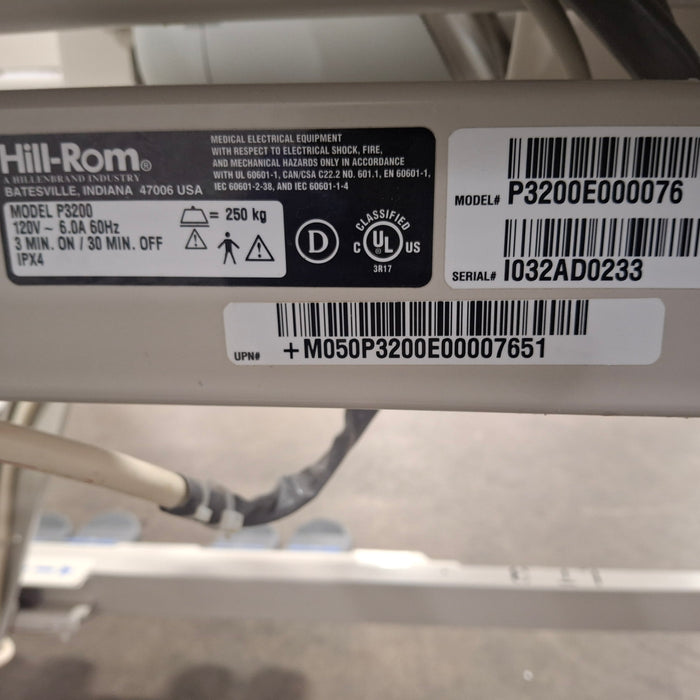 Hill-Rom®
A HILLENBRAND INDUSTRY
BATESVILLE, INDIANA 47006 USA
MEDICAL ELECTRICAL EQUIPMENT
WITH RESPECT TO ELECTRICAL SHOCK, FIRE,
AND MECHANICAL HAZARDS ONLY IN ACCORDANCE
WITH UL 60601-1, CAN/CSA C22.2 NO. 601.1, EN 60601-1,
IEC 60601-2-38, AND IEC 60601-1-4
MODEL P3200
120V ~ 6.0A 60Hz
3 MIN. ON / 30 MIN. OFF
IPX4
= 250 kg
D
CLASSIFIED
C UL US
®
3R17
MODEL# P3200E000076
SERIAL# I032AD0233
UPN# +M050P3200E00007651